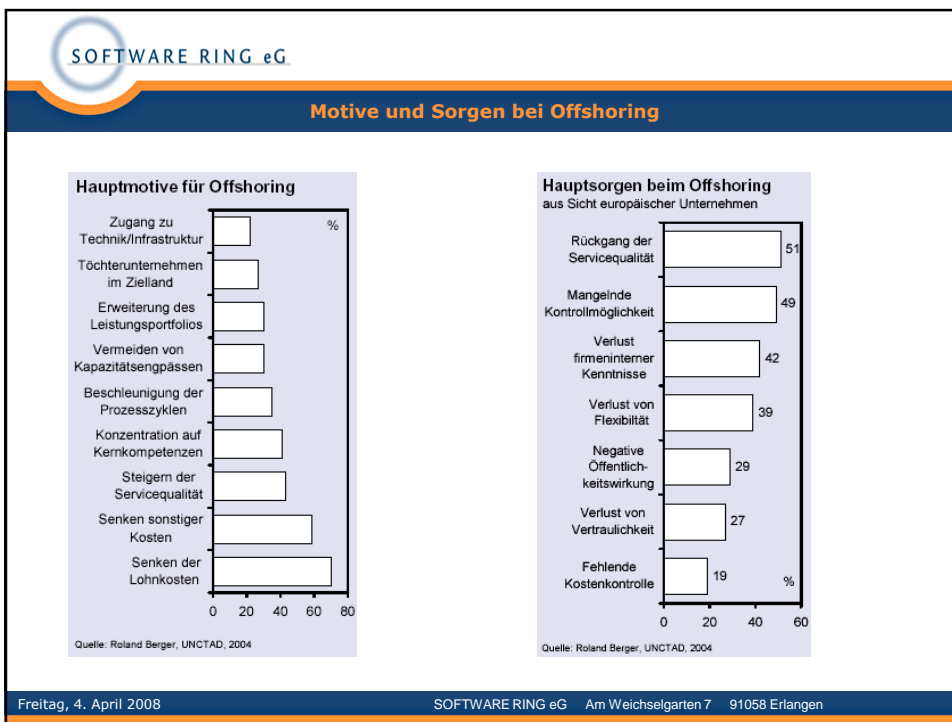 SOFTWARE RING eG
Motive und Sorgen bei Offshoring
Hauptmotive für Offshoring
%
Zugang zu
Technik/Infrastruktur
Töchterunternehmen
im Zielland
Erweiterung des
Leistungsportfolios
Vermeiden von
Kapazitätsengpässen
Beschleunigung der
Prozesszyklen
Konzentration auf
Kernkompetenzen
Steigern der
Servicequalität
Senken sonstiger
Kosten
Senken der
Lohnkosten
0 20 40 60 80
Quelle: Roland Berger, UNCTAD, 2004
Hauptsorgen beim Offshoring
aus Sicht europäischer Unternehmen
Rückgang der
Servicequalität
51
Mangelnde
Kontrollmöglichkeit
49
Verlust
firmeninterner
Kenntnisse
42
Verlust von
Flexibiltät
39
Negative
Öffentlich-
keitswirkung
29
Verlust von
Vertraulichkeit
27
Fehlende
Kostenkontrolle
19
%
0 20 40 60
Quelle: Roland Berger, UNCTAD, 2004
Freitag, 4. April 2008 SOFTWARE RING eG Am Weichselgarten 7 91058 Erlangen